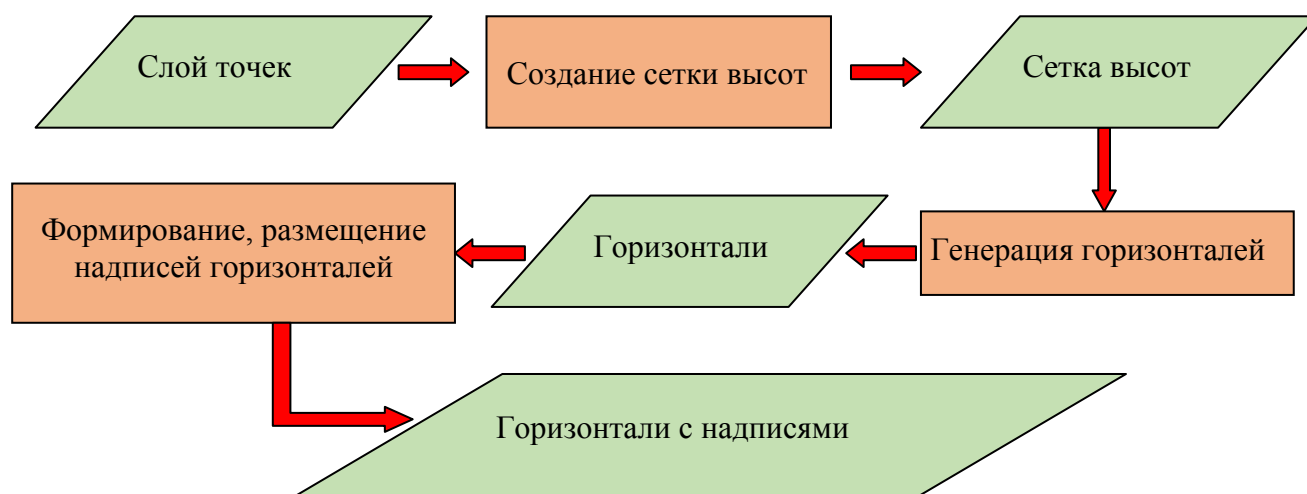 Слой точек
Создание сетки высот
Сетка высот
Генерация горизонталей
Горизонтали
Формирование, размещение
надписей горизонталей
Горизонтали с надписями